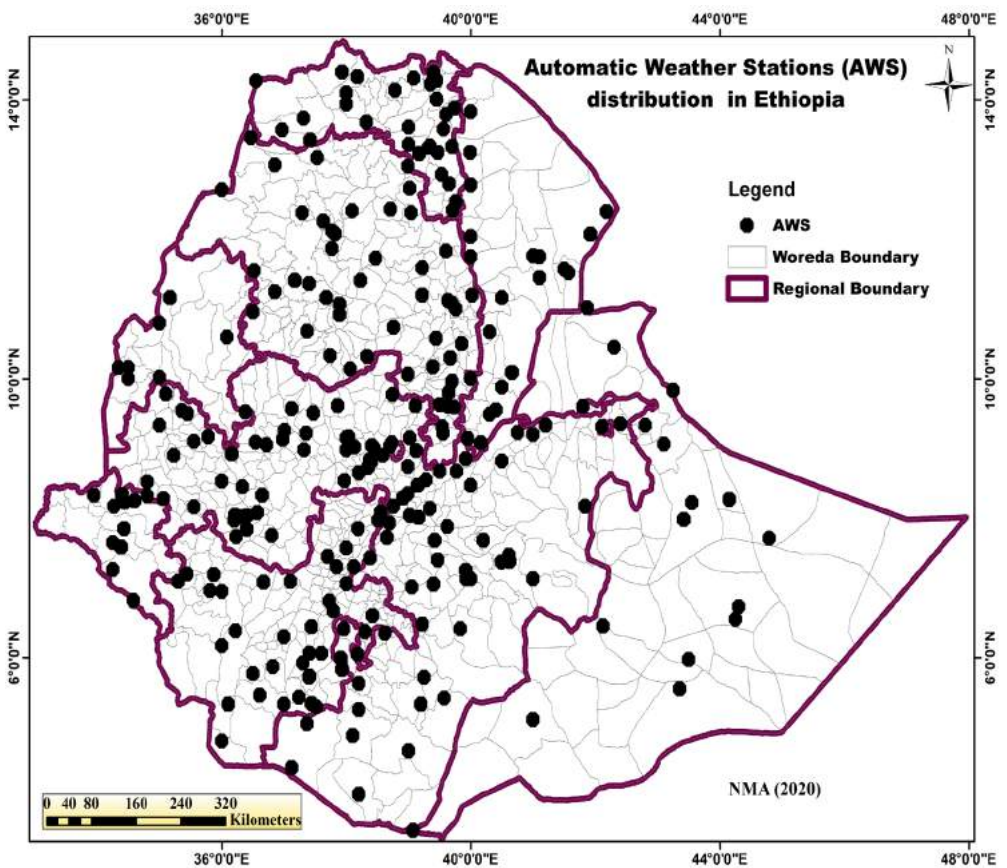 36°0'0"E 40°0'0"E 44°0'0"E 48°0'0"E
Automatic Weather Stations (AWS)
distribution in Ethiopia
N
14°0'0"N
14°0'0"N
Legend
AWS
Woreda Boundary
Regional Boundary
10°0'0"N
10°0'0"N
6°0'0"N
6°0'0"N
NMA (2020)
0 40 80 160 240 320
Kilometers
36°0'0"E 40°0'0"E 44°0'0"E 48°0'0"E